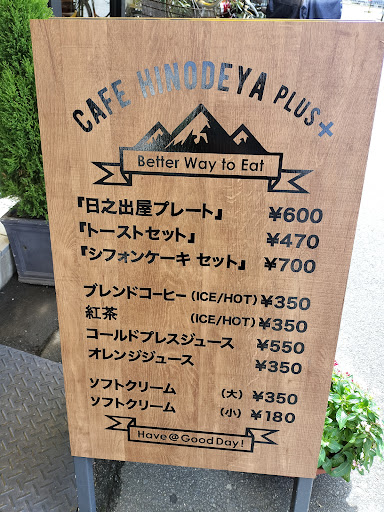 CAFE HINODEYA PLUS+
Better Way to Eat
『日之出屋プレート』 ¥600
『トーストセット』 ¥470
『シフォンケーキ セット』 ¥700
ブレンドコーヒー (ICE/HOT) ¥350
紅茶 (ICE/HOT) ¥350
コールドプレスジュース ¥550
オレンジジュース ¥350
ソフトクリーム (大) ¥350
ソフトクリーム (小) ¥180
Have@GoodDay!